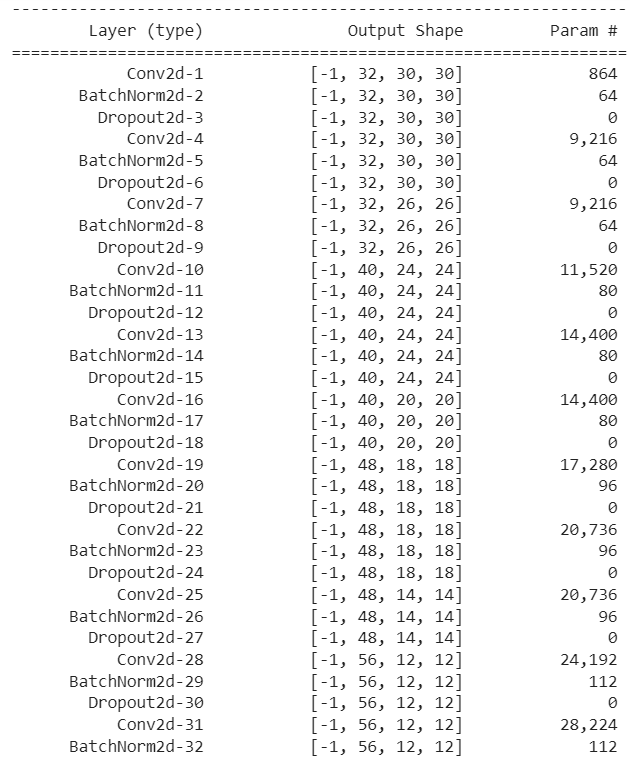 ----------------------------------------------------------------
Layer (type) Output Shape Param #
================================================================
Conv2d-1 [-1, 32, 30, 30] 864
BatchNorm2d-2 [-1, 32, 30, 30] 64
Dropout2d-3 [-1, 32, 30, 30] 0
Conv2d-4 [-1, 32, 30, 30] 9,216
BatchNorm2d-5 [-1, 32, 30, 30] 64
Dropout2d-6 [-1, 32, 30, 30] 0
Conv2d-7 [-1, 32, 26, 26] 9,216
BatchNorm2d-8 [-1, 32, 26, 26] 64
Dropout2d-9 [-1, 32, 26, 26] 0
Conv2d-10 [-1, 40, 24, 24] 11,520
BatchNorm2d-11 [-1, 40, 24, 24] 80
Dropout2d-12 [-1, 40, 24, 24] 0
Conv2d-13 [-1, 40, 24, 24] 14,400
BatchNorm2d-14 [-1, 40, 24, 24] 80
Dropout2d-15 [-1, 40, 24, 24] 0
Conv2d-16 [-1, 40, 20, 20] 14,400
BatchNorm2d-17 [-1, 40, 20, 20] 80
Dropout2d-18 [-1, 40, 20, 20] 0
Conv2d-19 [-1, 48, 18, 18] 17,280
BatchNorm2d-20 [-1, 48, 18, 18] 96
Dropout2d-21 [-1, 48, 18, 18] 0
Conv2d-22 [-1, 48, 18, 18] 20,736
BatchNorm2d-23 [-1, 48, 18, 18] 96
Dropout2d-24 [-1, 48, 18, 18] 0
Conv2d-25 [-1, 48, 14, 14] 20,736
BatchNorm2d-26 [-1, 48, 14, 14] 96
Dropout2d-27 [-1, 48, 14, 14] 0
Conv2d-28 [-1, 56, 12, 12] 24,192
BatchNorm2d-29 [-1, 56, 12, 12] 112
Dropout2d-30 [-1, 56, 12, 12] 0
Conv2d-31 [-1, 56, 12, 12] 28,224
BatchNorm2d-32 [-1, 56, 12, 12] 112